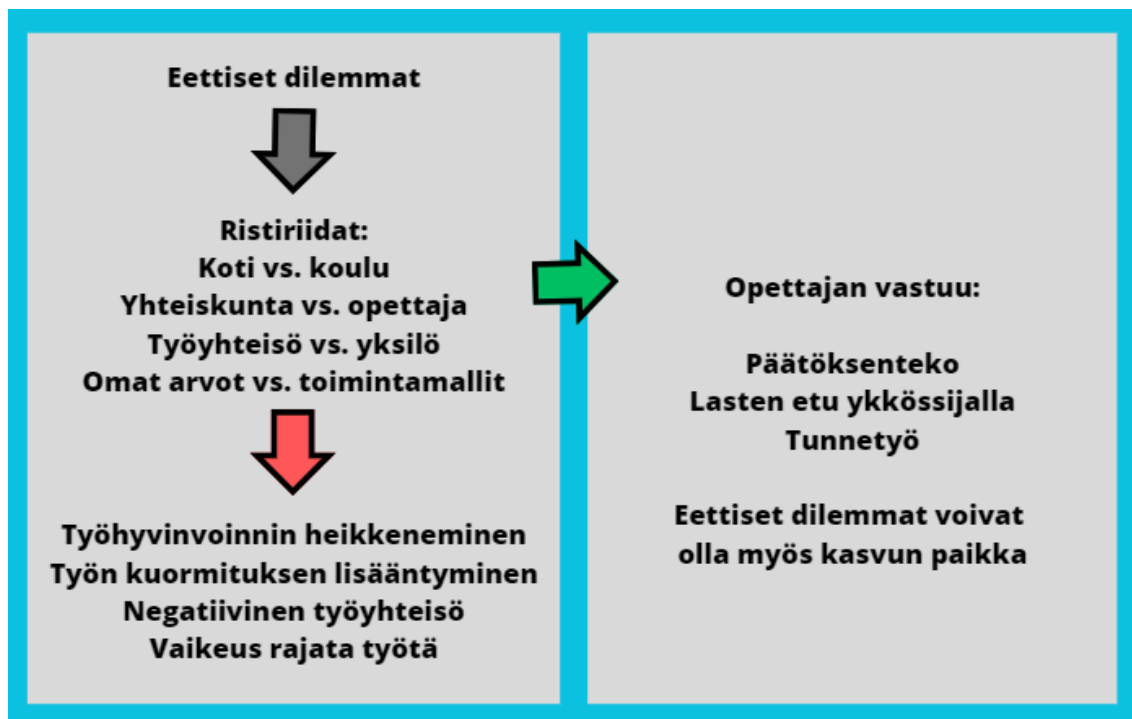 Eettiset dilemmat
Ristiriidat:
Koti vs. koulu
Yhteiskunta vs. opettaja
Työyhteisö vs. yksilö
Omat arvot vs. toimintamallit
Työhyvinvoinnin heikkeneminen
Työn kuormituksen lisääntyminen
Negatiivinen työyhteisö
Vaikeus rajata työtä
Opettajan vastuu:
Päätöksenteko
Lasten etu ykkössijalla
Tunnetyö
Eettiset dilemmat voivat
olla myös kasvun paikka